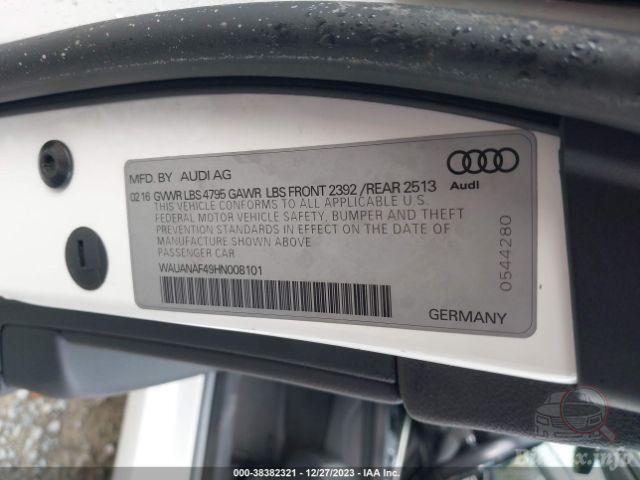 MFD. BY AUDI AG
02 16 GVWR LBS 4795 GAWR LBS FRONT 2392 / REAR 2513
THIS VEHICLE CONFORMS TO ALL APPLICABLE U.S.
FEDERAL MOTOR VEHICLE SAFETY, BUMPER AND THEFT
PREVENTION STANDARDS IN EFFECT ON THE DATE OF
MANUFACTURE SHOWN ABOVE
PASSENGER CAR
WAUANAF49HN008101
Audi
0544280
GERMANY
000-38382321 - 12/27/2023 - IAA Inc.